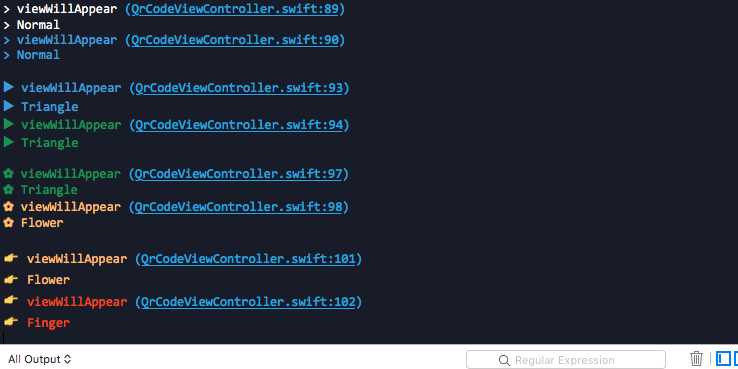 > viewWillAppear (QrCodeViewController.swift:89)
> Normal
> viewWillAppear (QrCodeViewController.swift:90)
> Normal
▶ viewWillAppear (QrCodeViewController.swift:93)
▶ Triangle
▶ viewWillAppear (QrCodeViewController.swift:94)
▶ Triangle
✿ viewWillAppear (QrCodeViewController.swift:97)
✿ Triangle
✿ viewWillAppear (QrCodeViewController.swift:98)
✿ Flower
👉 viewWillAppear (QrCodeViewController.swift:101)
👉 Flower
👉 viewWillAppear (QrCodeViewController.swift:102)
👉 Finger
All Output Regular Expression